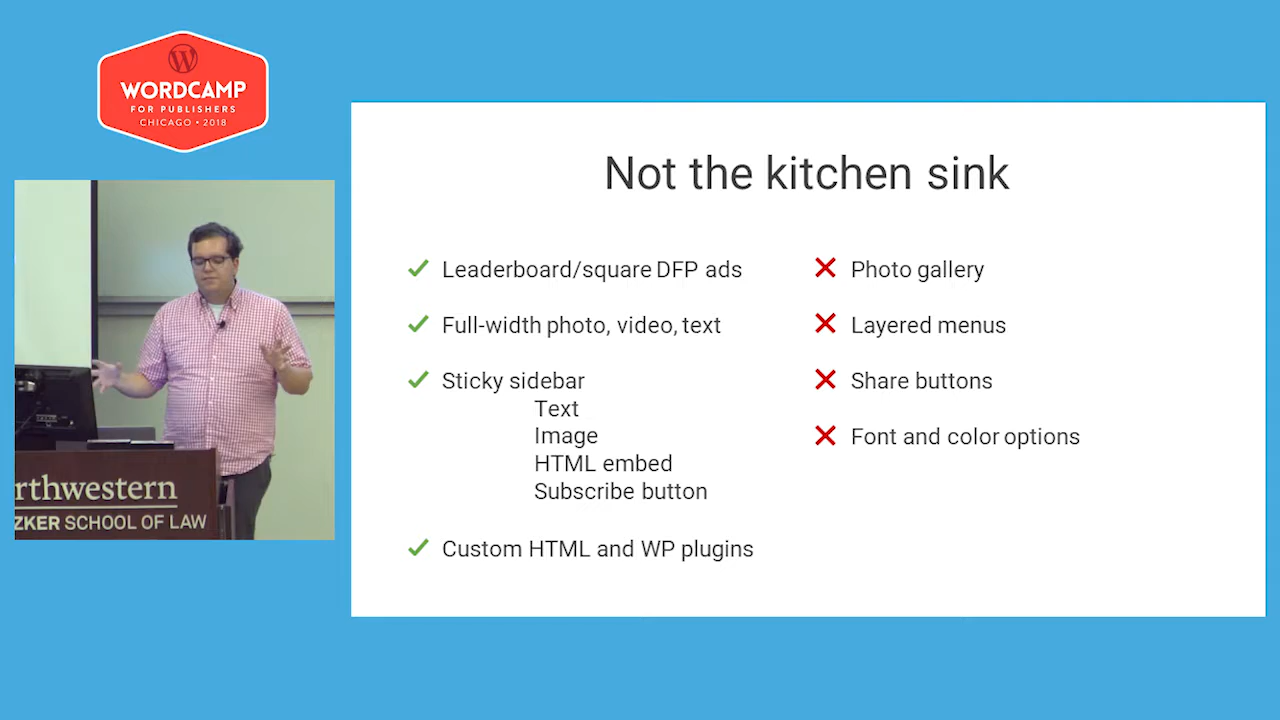 WORDCAMP
FOR PUBLISHERS
CHICAGO • 2018
Not the kitchen sink
Leaderboard/square DFP ads
Full-width photo, video, text
Sticky sidebar
Text
Image
HTML embed
Subscribe button
Custom HTML and WP plugins
Photo gallery
Layered menus
Share buttons
Font and color options
rthwestern
ZKER SCHOOL OF LAW